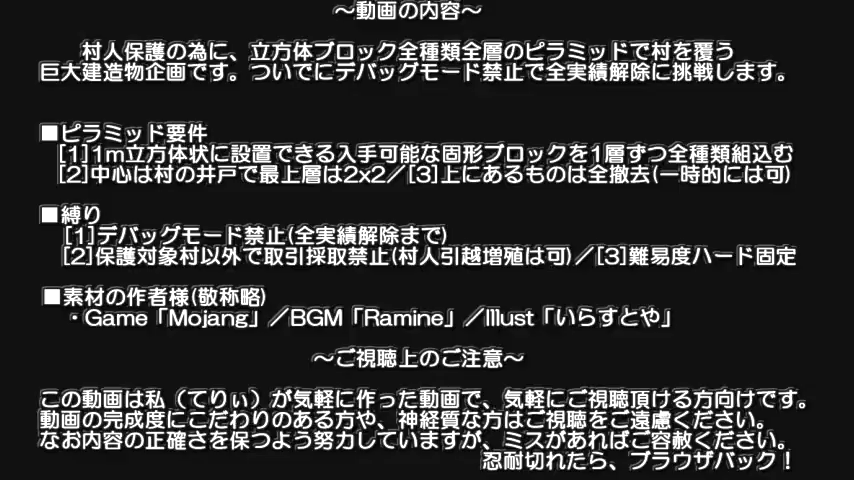 ～動画の内容～
村人保護の為に、立方体ブロック全種類全層のピラミッドで村を覆う
巨大建造物企画です。ついでにデバッグモード禁止で全実績解除に挑戦します。
■ピラミッド要件
[1]1m立方体状に設置できる入手可能な固形ブロックを1層ずつ全種類組込む
[2]中心は村の井戸で最上層は2x2／[3]上にあるものは全撤去(一時的には可)
■縛り
[1]デバッグモード禁止(全実績解除まで)
[2]保護対象村以外で取引採取禁止(村人引越増殖は可)／[3]難易度ハード固定
■素材の作者様(敬称略)
・Game「Mojang」／BGM「Ramine」／Illust「いらすとや」
～ご視聴上のご注意～
この動画は私（てりぃ）が気軽に作った動画で、気軽にご視聴頂ける方向けです。
動画の完成度にこだわりのある方や、神経質な方はご視聴をご遠慮ください。
なお内容の正確さを保つよう努力していますが、ミスがあればご容赦ください。
忍耐切れたら、ブラウザバック！